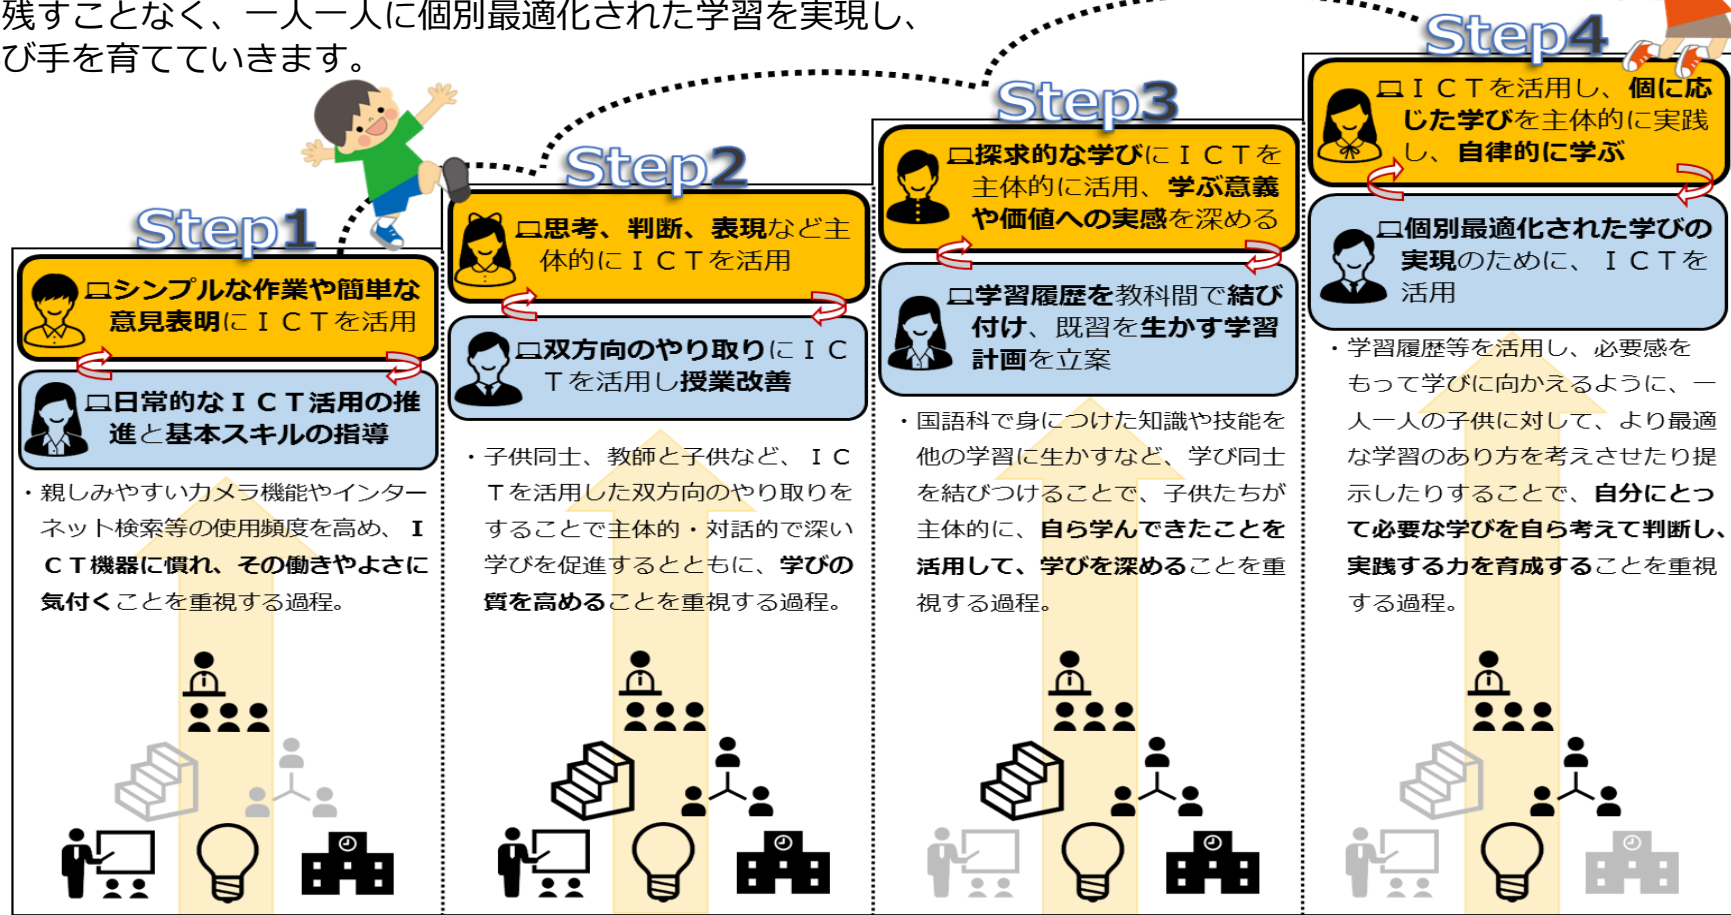 残すことなく、一人一人に個別最適化された学習を実現し、
び手を育てていきます。
Step1
シンプルな作業や簡単な
意見表明にＩＣＴを活用
日常的なＩＣＴ活用の推
進と基本スキルの指導
・親しみやすいカメラ機能やインター
ネット検索等の使用頻度を高め、Ｉ
ＣＴ機器に慣れ、その働きやよさに
気付くことを重視する過程。
Step2
思考、判断、表現など主
体的にＩＣＴを活用
双方向のやり取りにＩＣ
Ｔを活用し授業改善
・子供同士、教師と子供など、ＩＣ
Ｔを活用した双方向のやり取りを
することで主体的・対話的で深い
学びを促進するとともに、学びの
質を高めることを重視する過程。
Step3
探求的な学びにＩＣＴを
主体的に活用、学ぶ意義
や価値への実感を深める
学習履歴を教科間で結び
付け、既習を生かす学習
計画を立案
・国語科で身につけた知識や技能を
他の学習に生かすなど、学び同士
を結びつけることで、子供たちが
主体的に、自ら学んできたことを
活用して、学びを深めることを重
視する過程。
Step4
ＩＣＴを活用し、個に応
じた学びを主体的に実践
し、自律的に学ぶ
個別最適化された学びの
実現のために、ＩＣＴを
活用
・学習履歴等を活用し、必要感を
もって学びに向かえるように、一
人一人の子供に対して、より最適
な学習のあり方を考えさせたり提
示したりすることで、自分にとっ
て必要な学びを自ら考えて判断し、
実践する力を育成することを重視
する過程。